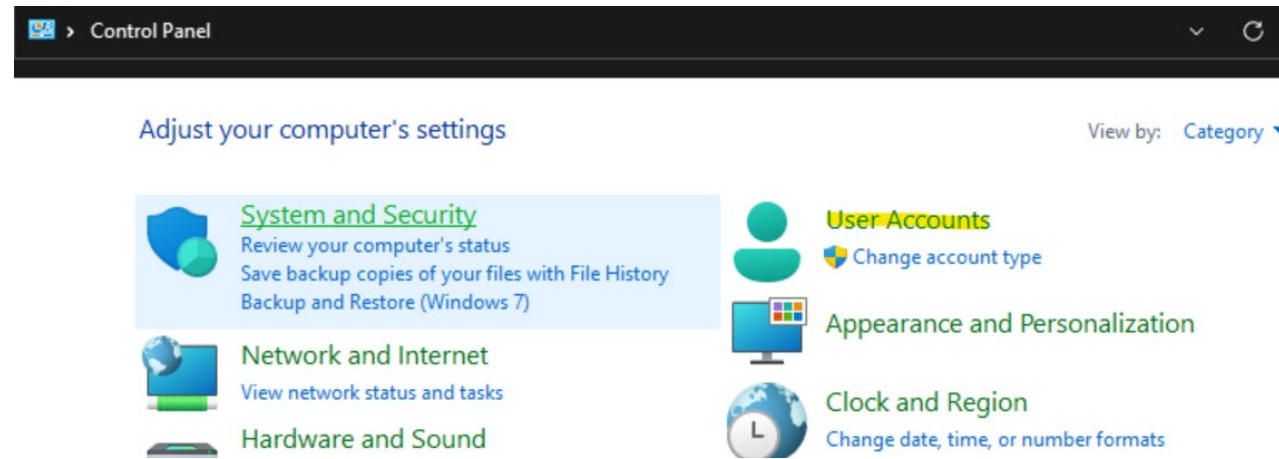 Control Panel
Adjust your computer's settings
View by: Category
System and Security
Review your computer's status
Save backup copies of your files with File History
Backup and Restore (Windows 7)
Network and Internet
View network status and tasks
Hardware and Sound
User Accounts
Change account type
Appearance and Personalization
Clock and Region
Change date, time, or number formats